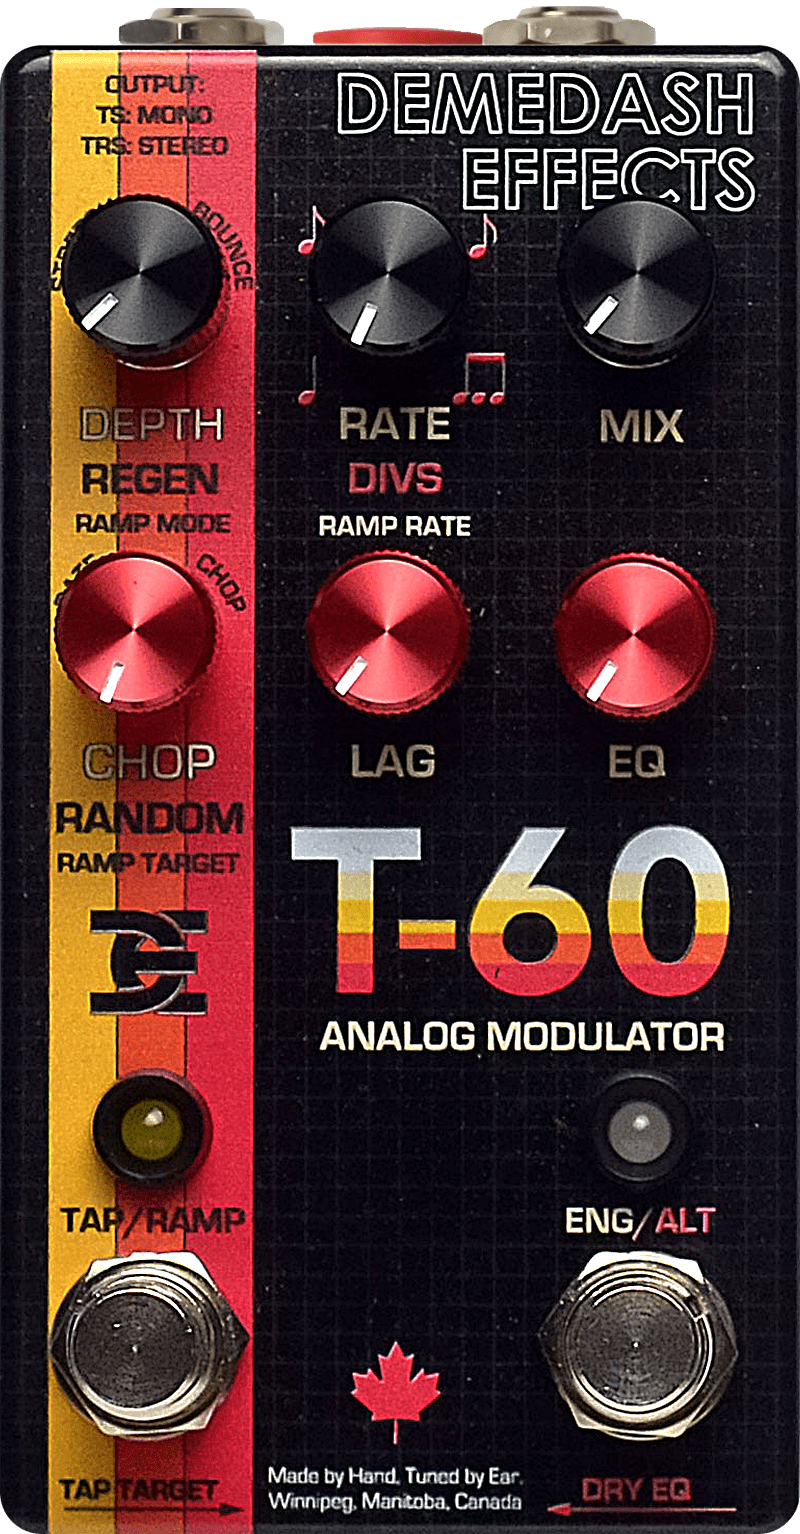 OUTPUT:
TS: MONO
TRS: STEREO
DEMEDASH
EFFECTS
BOUNCE
DEPTH
RATE
MIX
REGEN
DIVS
RAMP MODE
RAMP RATE
CHOP
CHOP
LAG
EQ
RANDOM
RAMP TARGET
DE
T-60
ANALOG MODULATOR
TAP/RAMP
ENG/ALT
TAP TARGET
Made by Hand, Tuned by Ear.
Winnipeg, Manitoba, Canada
DRY EQ